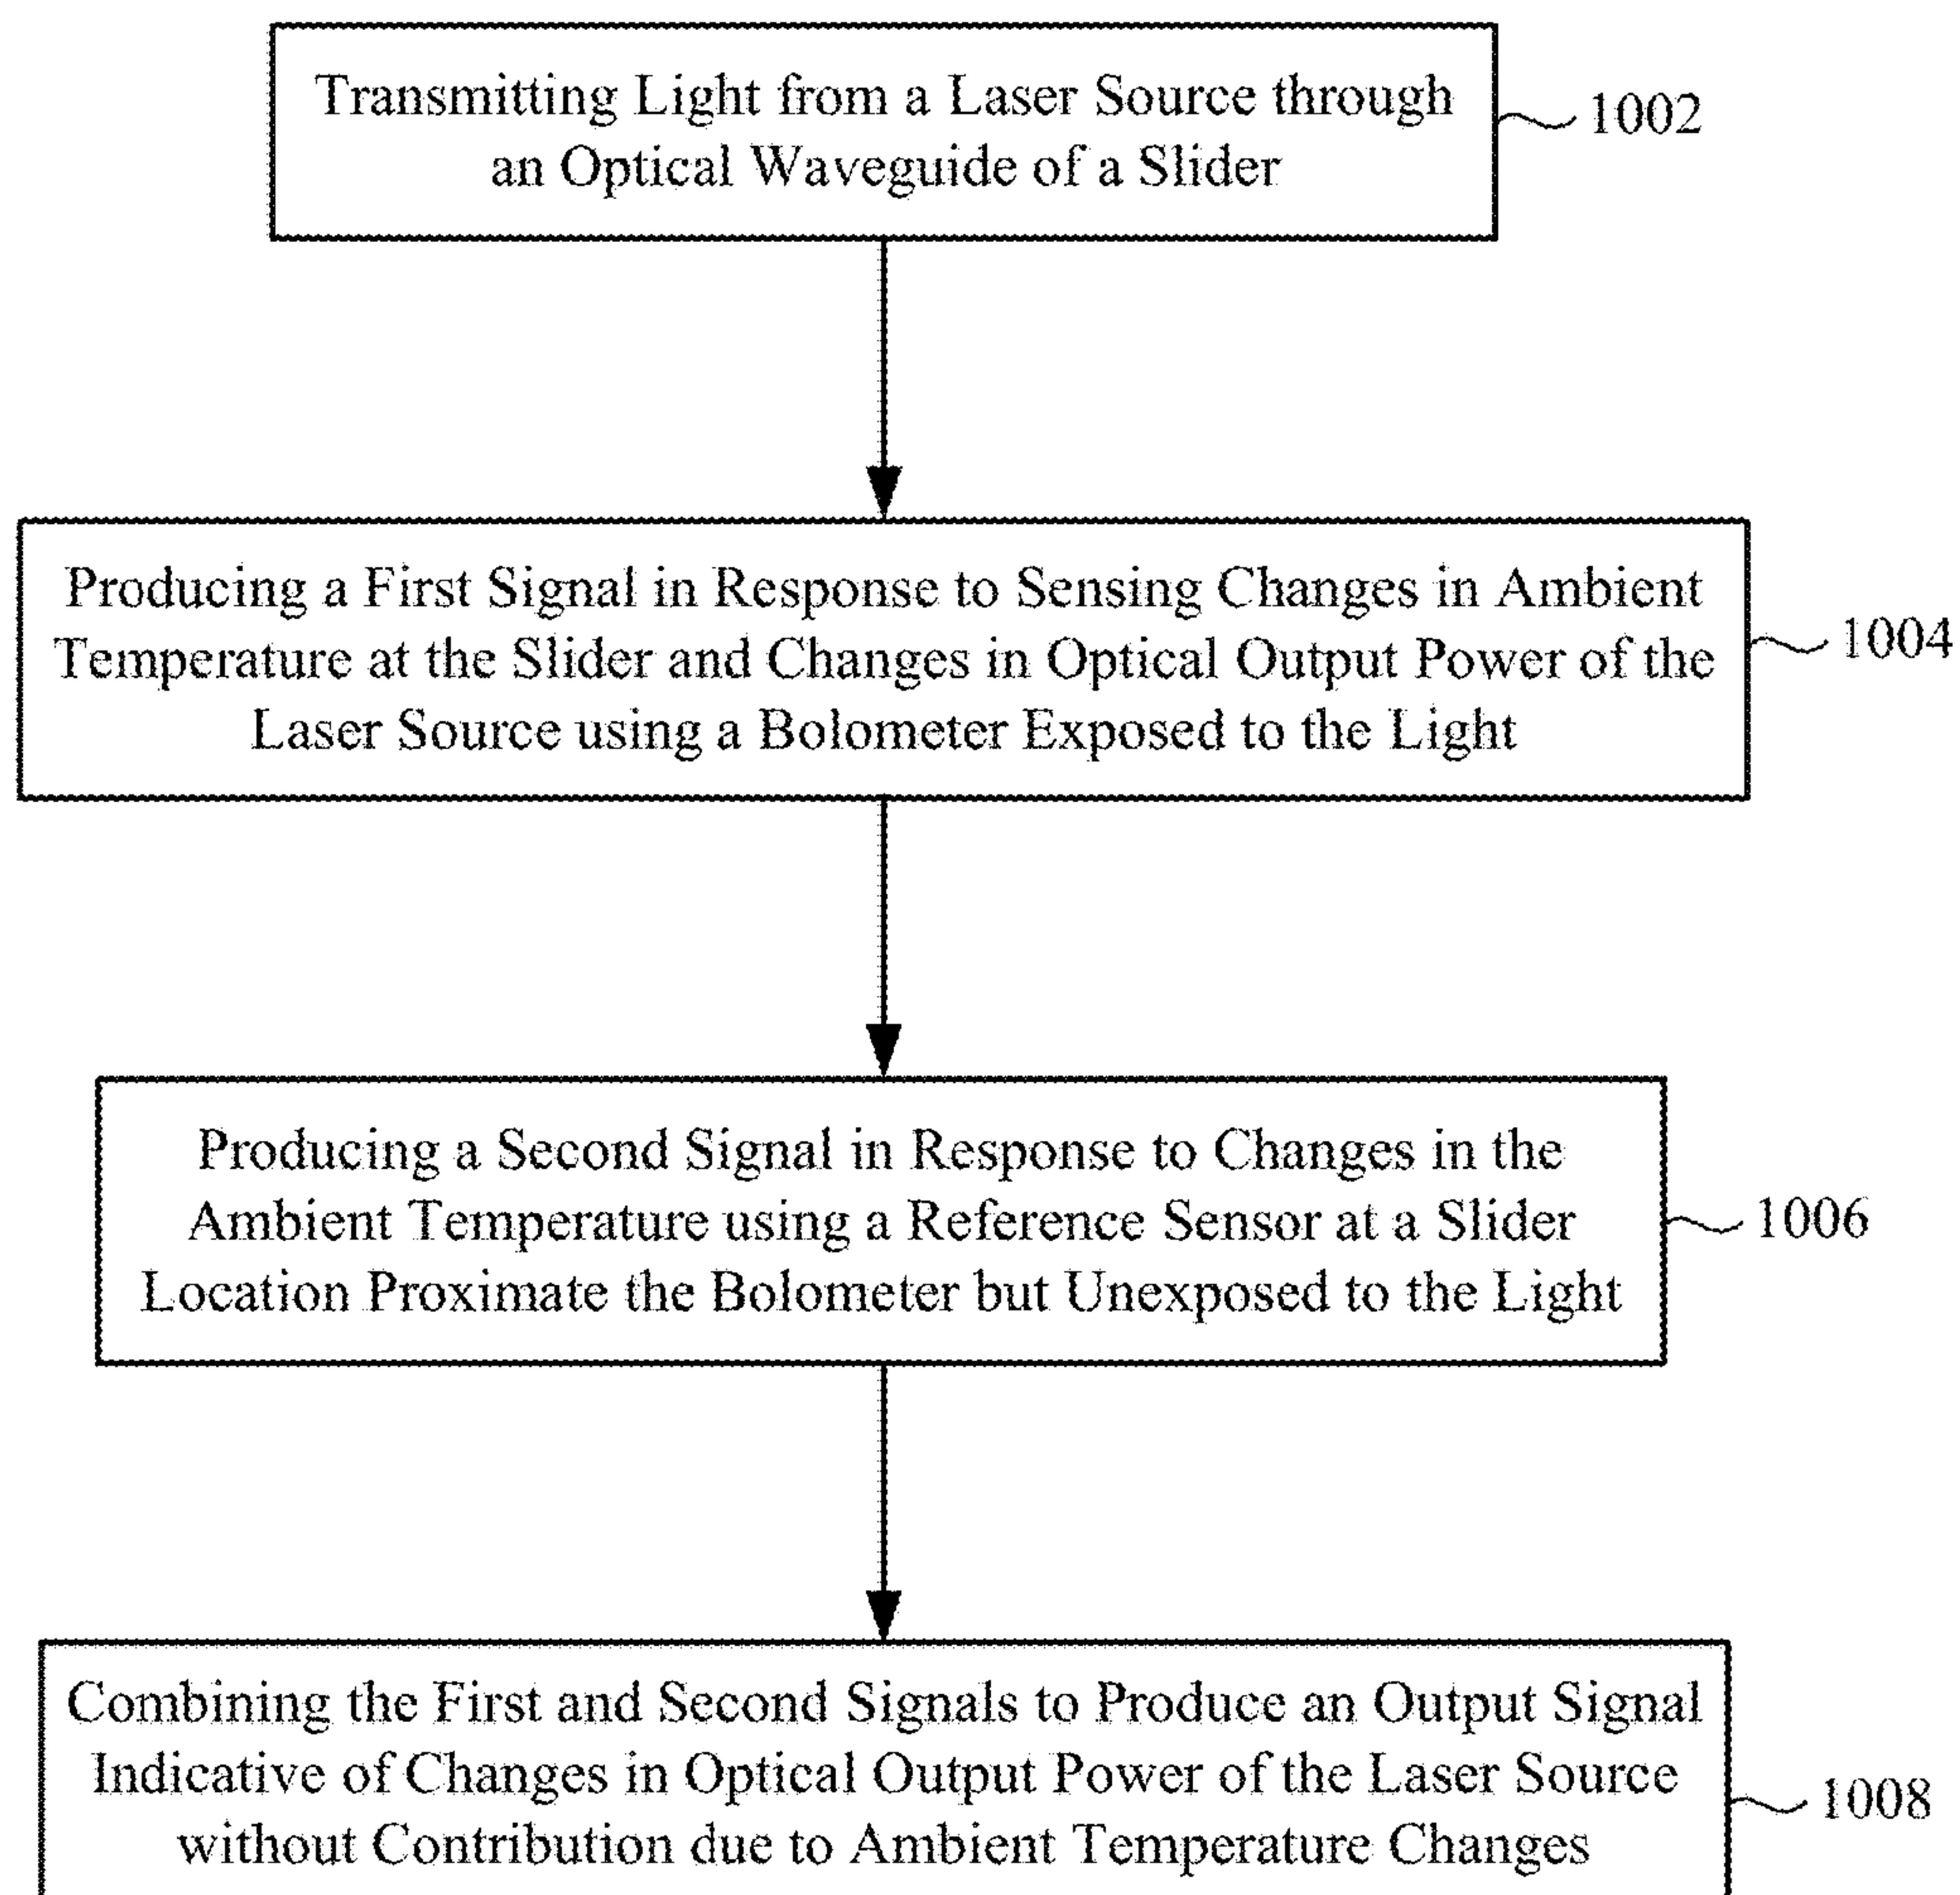 Transmitting Light from a Laser Source through
an Optical Waveguide of a Slider
1002
Producing a First Signal in Response to Sensing Changes in Ambient
Temperature at the Slider and Changes in Optical Output Power of the
Laser Source using a Bolometer Exposed to the Light
1004
Producing a Second Signal in Response to Changes in the
Ambient Temperature using a Reference Sensor at a Slider
Location Proximate the Bolometer but Unexposed to the Light
1006
Combining the First and Second Signals to Produce an Output Signal
Indicative of Changes in Optical Output Power of the Laser Source
without Contribution due to Ambient Temperature Changes
1008